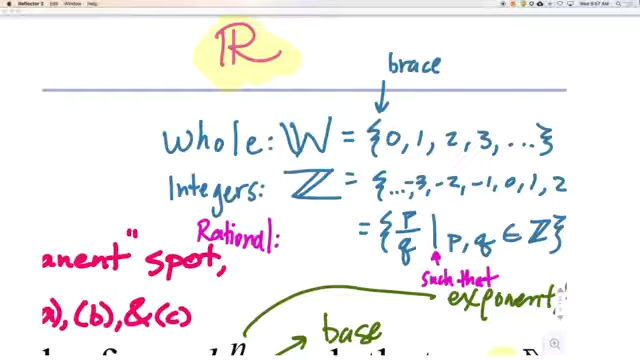 Reflector 3 Edit Window Help
ℝ
brace
Whole: 𝕎 = {0, 1, 2, 3, ...}
Integers: ℤ = {...-3, -2, -1, 0, 1, 2
Rational: = {p/q | p, q ∈ ℤ}
anent" spot,
such that
exponent,
), (b), & (c)
base
n